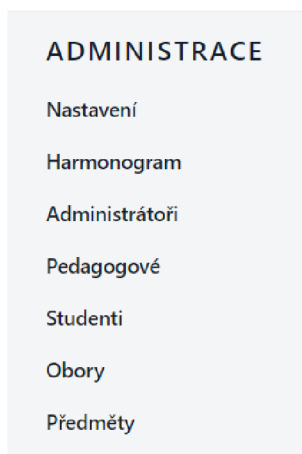 ADMINISTRACE
Nastavení
Harmonogram
Administrátoři
Pedagogové
Studenti
Obory
Předměty